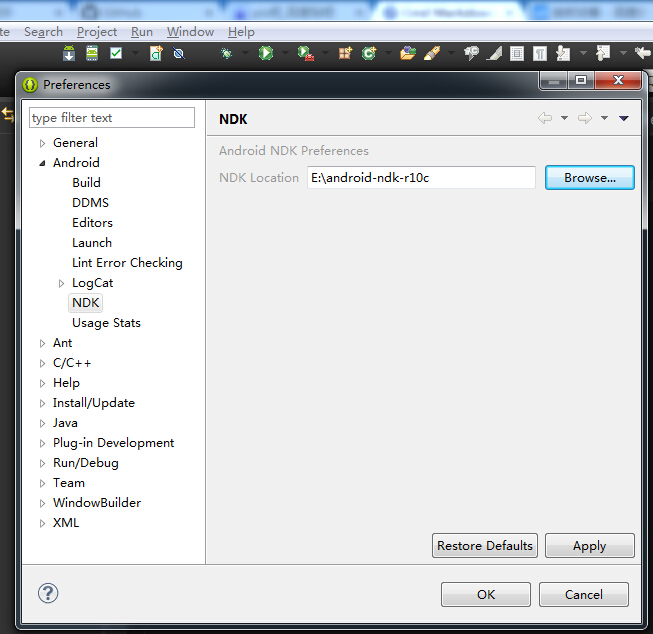 Search Project Run Window Help
Preferences
type filter text
General
Android
Build
DDMS
Editors
Launch
Lint Error Checking
LogCat
NDK
Usage Stats
Ant
C/C++
Help
Install/Update
Java
Plug-in Development
Run/Debug
Team
WindowBuilder
XML
NDK
Android NDK Preferences
NDK Location E:\android-ndk-r10c Browse...
Restore Defaults Apply
OK Cancel